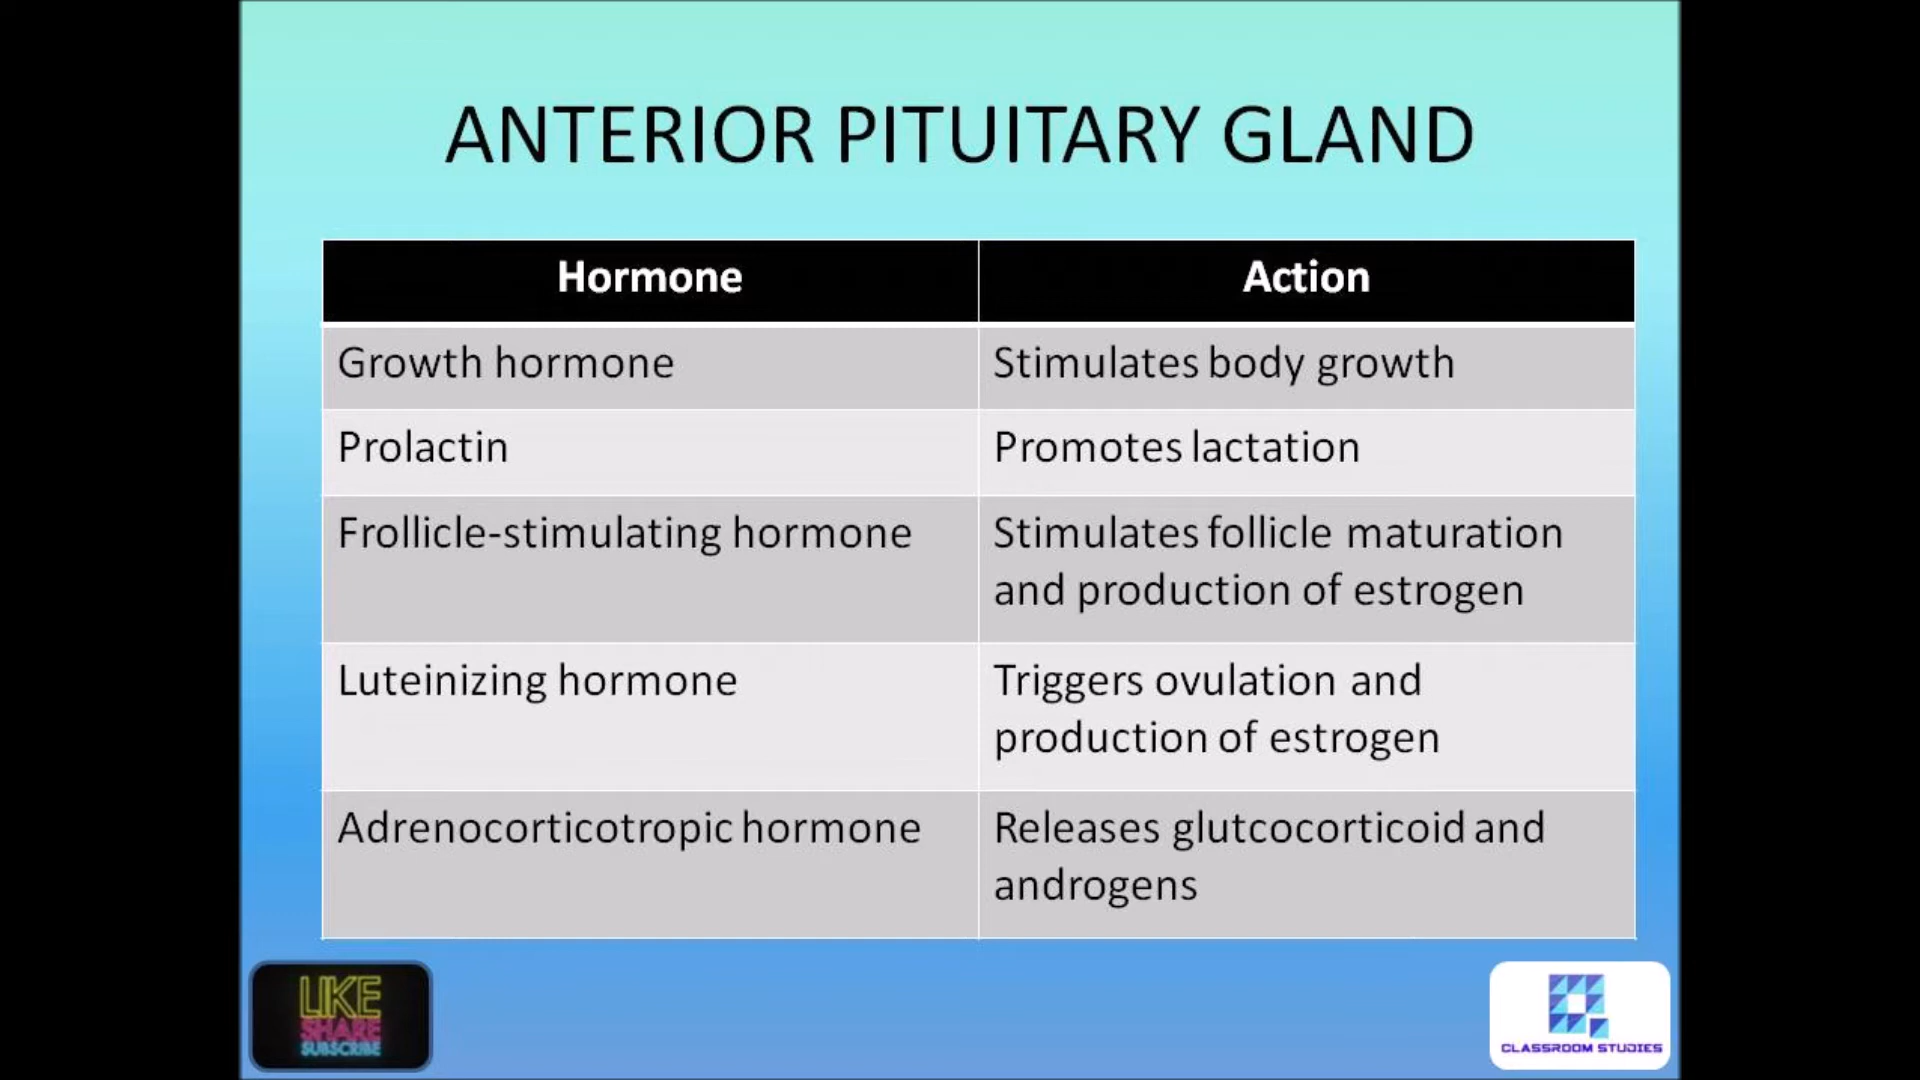 ANTERIOR PITUITARY GLAND
Hormone
Action
Growth hormone
Stimulates body growth
Prolactin
Promotes lactation
Frollicle-stimulating hormone
Stimulates follicle maturation
and production of estrogen
Luteinizing hormone
Triggers ovulation and
production of estrogen
Adrenocorticotropic hormone
Releases glutcocorticoid and
androgens
LIKE
SHARE
SUBSCRIBE
CLASSROOM STUDIES